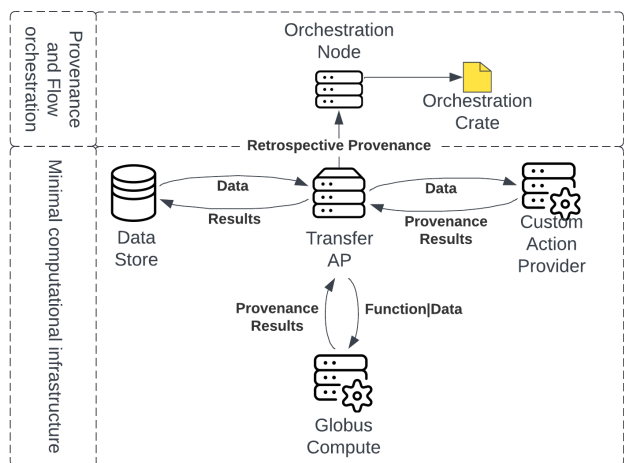 Provenance
and Flow
orchestration
Orchestration
Node
Orchestration
Crate
Retrospective Provenance
Minimal computational infrastructure
Data
Results
Data
Store
Transfer
AP
Data
Provenance
Results
Custom
Action
Provider
Provenance
Results
Function|Data
Globus
Compute